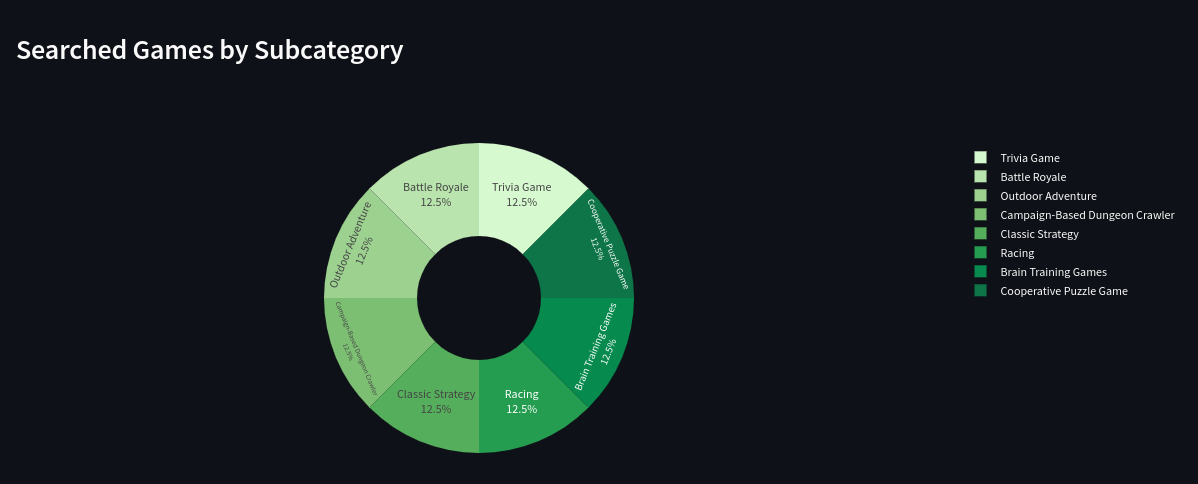 Searched Games by Subcategory
Battle Royale
12.5%
Trivia Game
12.5%
Outdoor Adventure
12.5%
Cooperative Puzzle Game
12.5%
Campaign-Based Dungeon Crawler
12.5%
Brain Training Games
12.5%
Classic Strategy
12.5%
Racing
12.5%
Trivia Game
Battle Royale
Outdoor Adventure
Campaign-Based Dungeon Crawler
Classic Strategy
Racing
Brain Training Games
Cooperative Puzzle Game